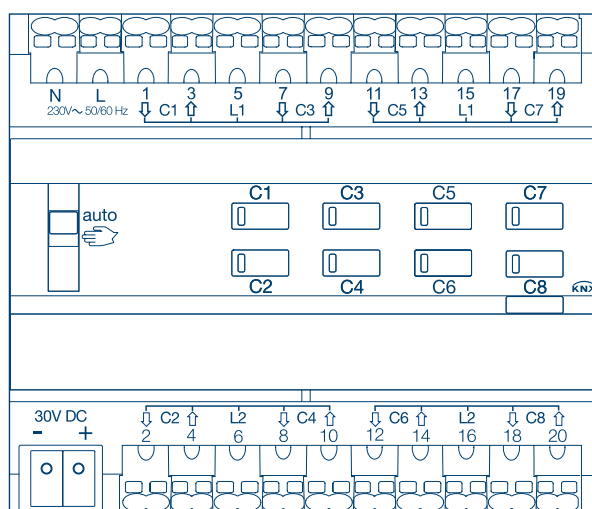 N L 1 3 5 7 9 11 13 15 17 19
230V~ 50/60 Hz C1 L1 C3 C5 L1 C7
C1 C3 C5 C7
auto
C2 C4 C6 C8 KNX
30V DC C2 L2 C4 C6 L2 C8
- + 2 4 6 8 10 12 14 16 18 20